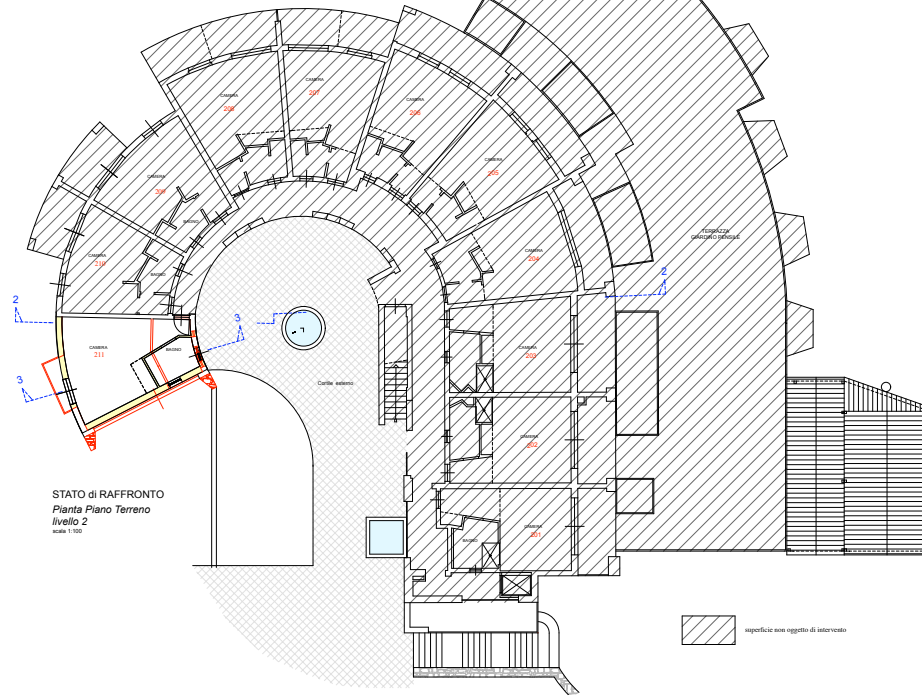 CAMERA
207
CAMERA
208
CAMERA
206
CAMERA
205
CAMERA
209
BAGNO
TERRAZZA
GIARDINO PENSILE
CAMERA
204
CAMERA
210
BAGNO
2
2
3
3
CAMERA
211
BAGNO
CAMERA
203
Cortile esterno
CAMERA
202
CAMERA
201
BAGNO
STATO di RAFFRONTO
Pianta Piano Terreno
livello 2
scala 1:100
superficie non oggetto di intervento